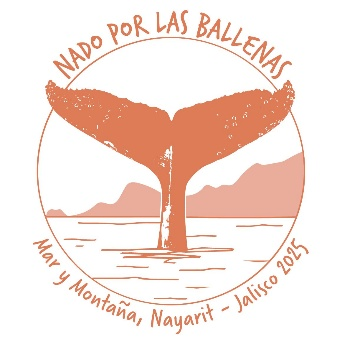 NADO POR LAS BALLENAS
Mar y Montaña, Nayarit - Jalisco 2025